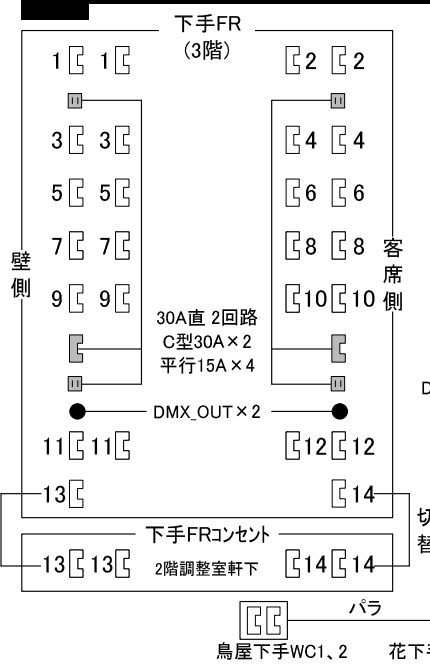 下手FR
(3階)
1 1 2 2
3 3 4 4
5 5 6 6
7 7 8 8
壁側
客席側
9 9 10 10
30A直 2回路
C型30A×2
平行15A×4
DMX_OUT×2
11 11 12 12
13 14
下手FRコンセント
13 13 2階調整室軒下 14 14
切
替
D
パラ
鳥屋下手WC1、2 花下手